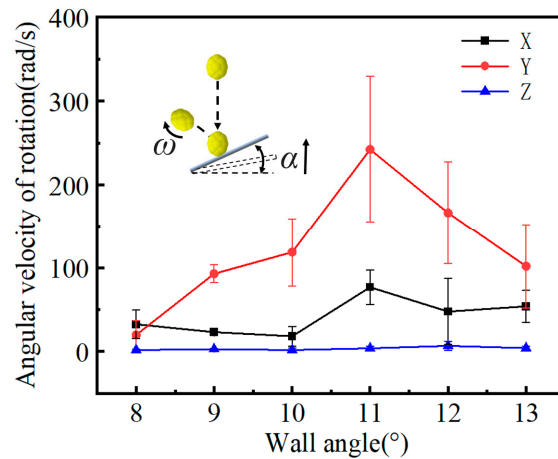 Angular velocity of rotation(rad/s)
400
300
200
100
0
X
Y
Z
ω
α
8 9 10 11 12 13
Wall angle(°)